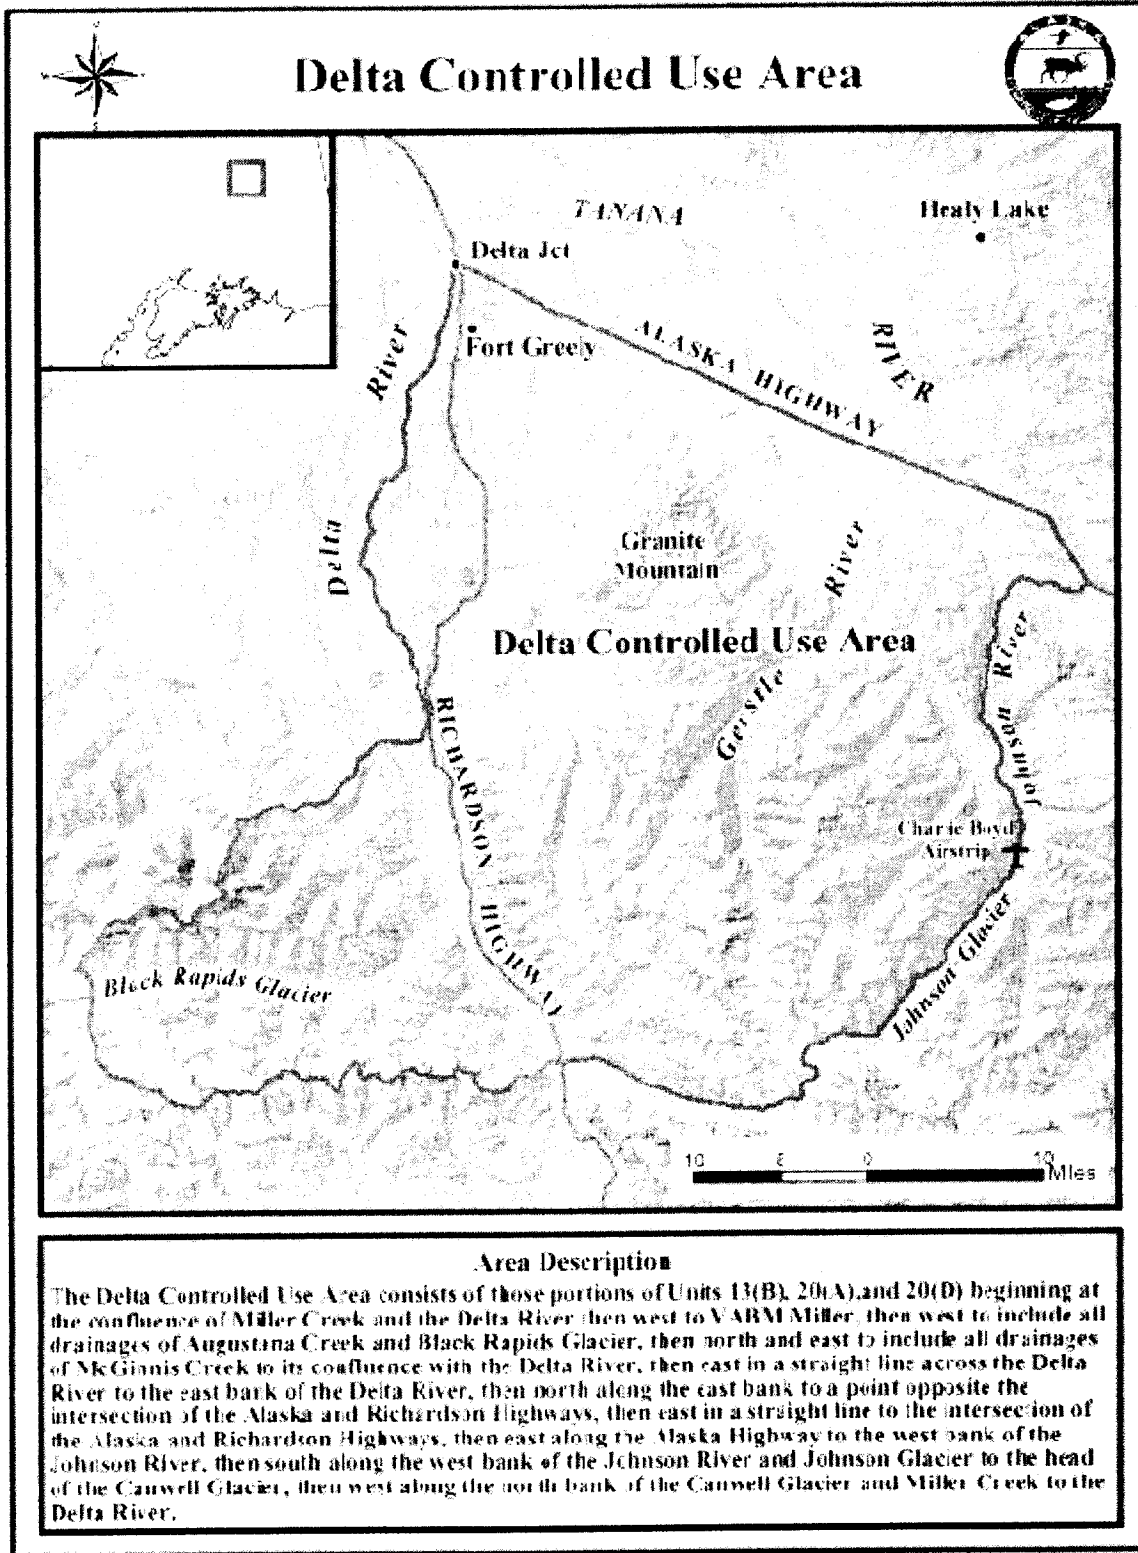 Delta Controlled Use Area
ALASKA
TANANA
Healy Lake
Delta Jct
River
Fort Greely
ALASKA HIGHWAY
RIVER
Delta
Granite
Mountain
River
Delta Controlled Use Area
Gerstle
Johnson River
RICHARDSON HIGHWAY
Charlie Boyd
Airstrip
Johnson Glacier
Black Rapids Glacier
10 0 10
Miles
Area Description
The Delta Controlled Use Area consists of those portions of Units 13(B), 20(A),and 20(D) beginning at
the confluence of Miller Creek and the Delta River then west to VABM Miller, then west to include all
drainages of Augustana Creek and Black Rapids Glacier, then north and east to include all drainages
of McGinnis Creek to its confluence with the Delta River, then east in a straight line across the Delta
River to the east bank of the Delta River, then north along the east bank to a point opposite the
intersection of the Alaska and Richardson Highways, then east in a straight line to the intersection of
the Alaska and Richardson Highways, then east along the Alaska Highway to the west bank of the
Johnson River, then south along the west bank of the Johnson River and Johnson Glacier to the head
of the Canwell Glacier, then west along the north bank of the Canwell Glacier and Miller Creek to the
Delta River.